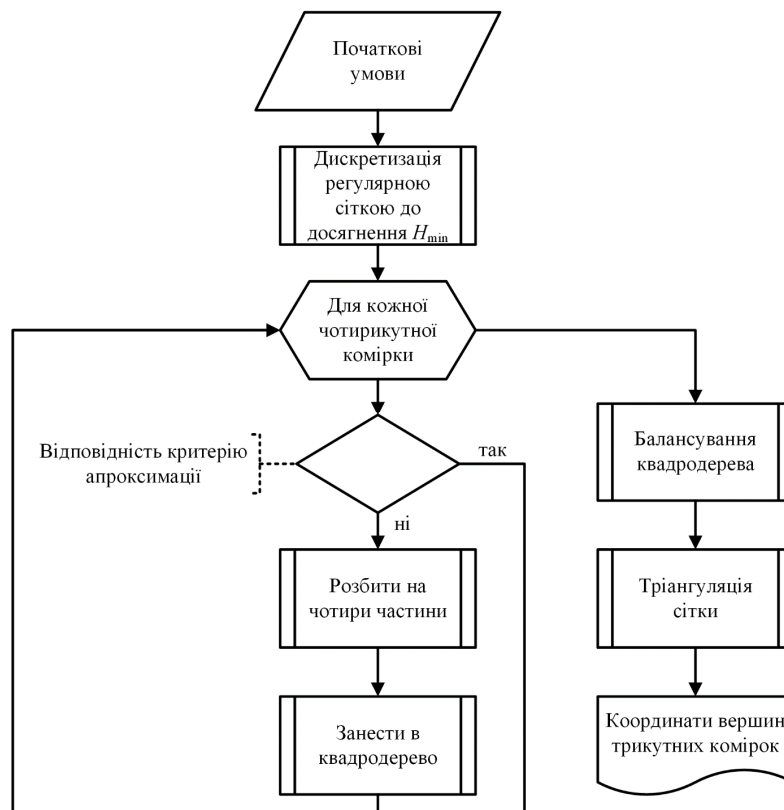 Початкові
умови
Дискретизація
регулярною
сіткою до
досягнення H_min
Для кожної
чотирикутної
комірки
Відповідність критерію
апроксимації
так
ні
Розбити на
чотири частини
Занести в
квадродерево
Балансування
квадродерева
Тріангуляція
сітки
Координати вершин
трикутних комірок